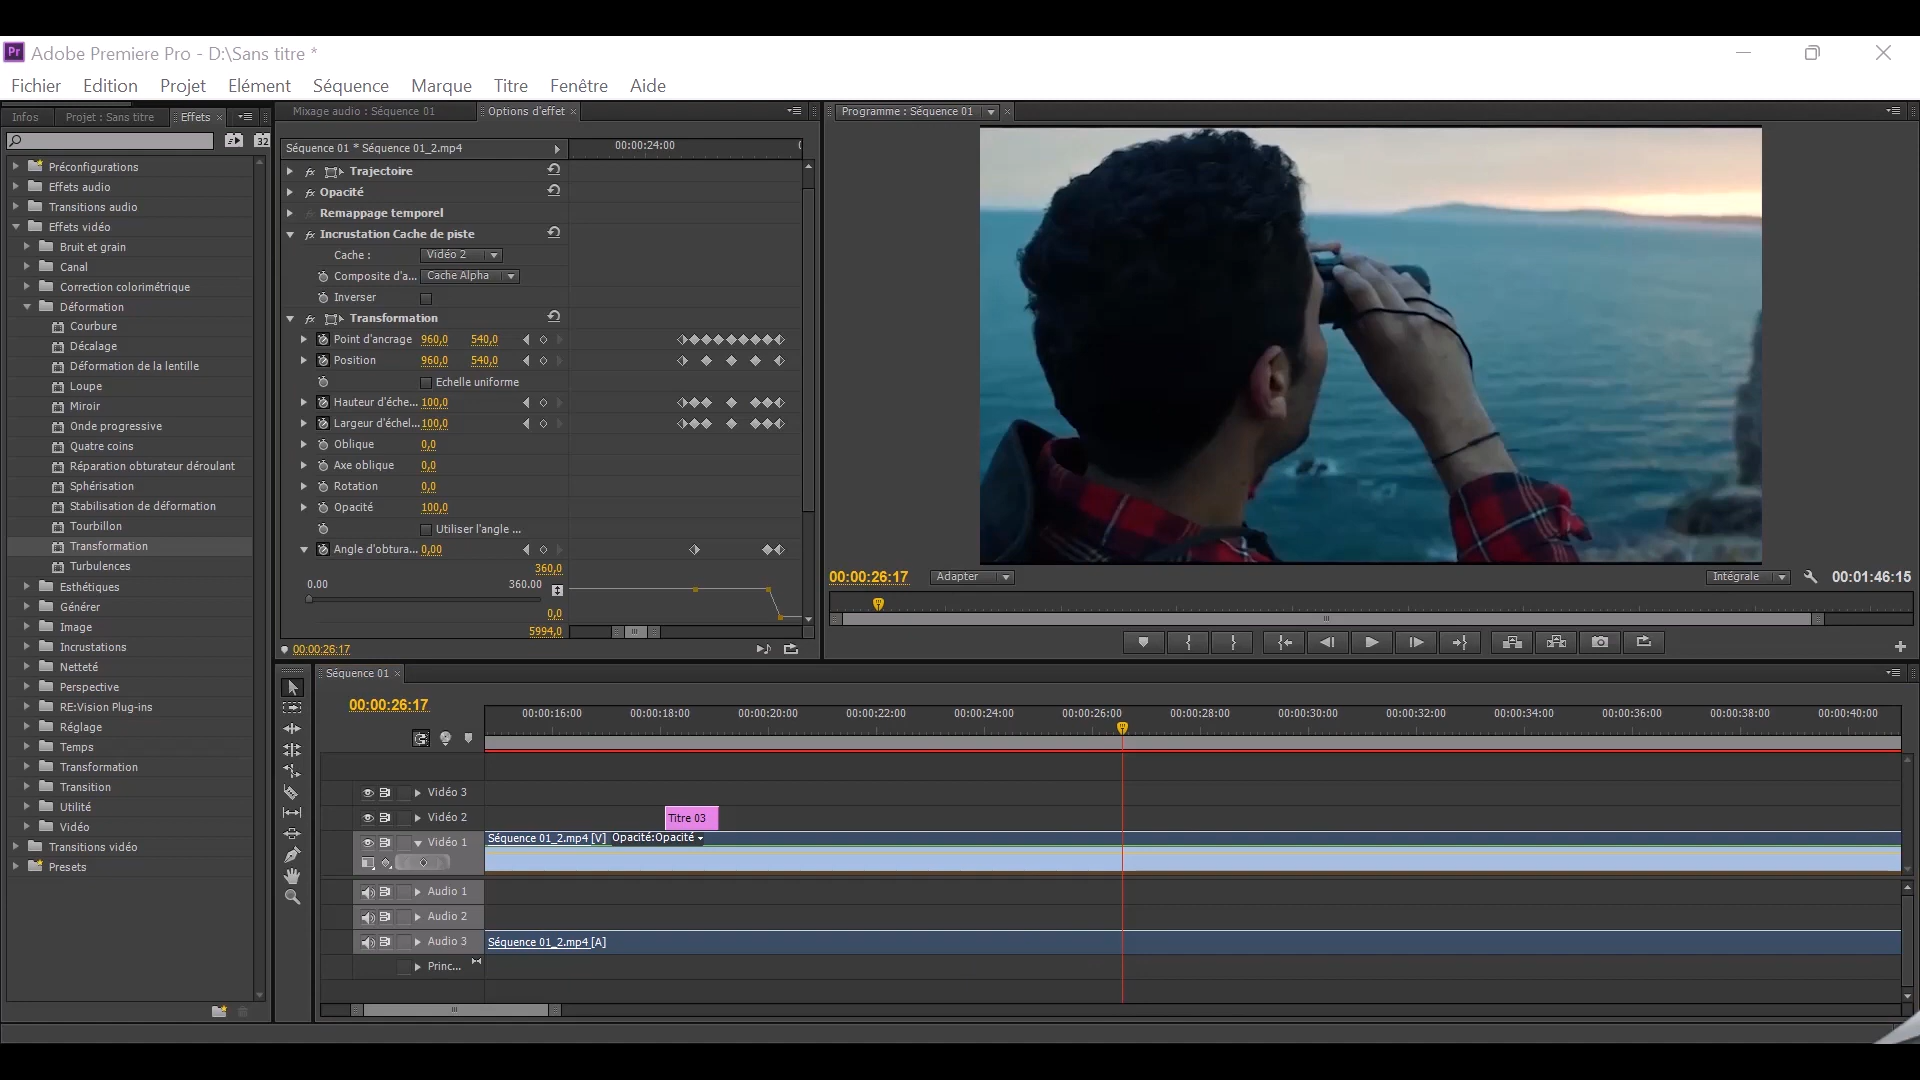 Pr Adobe Premiere Pro - D:\Sans titre *
Fichier Edition Projet Elément Séquence Marque Titre Fenêtre Aide
Infos Projet : Sans titre Effets
32
Préconfigurations
Effets audio
Transitions audio
Effets vidéo
Bruit et grain
Canal
Correction colorimétrique
Déformation
Courbure
Décalage
Déformation de la lentille
Loupe
Miroir
Onde progressive
Quatre coins
Réparation obturateur déroulant
Sphérisation
Stabilisation de déformation
Tourbillon
Transformation
Turbulences
Esthétiques
Générer
Image
Incrustations
Netteté
Perspective
RE:Vision Plug-ins
Réglage
Temps
Transformation
Transition
Utilité
Vidéo
Transitions vidéo
Presets
Mixage audio : Séquence 01 Options d'effet
Séquence 01 * Séquence 01_2.mp4 00:00:24:00
fx Trajectoire
fx Opacité
Remappage temporel
fx Incrustation Cache de piste
Cache : Vidéo 2
Composite d'a... Cache Alpha
Inverser
fx Transformation
Point d'ancrage 960,0 540,0
Position 960,0 540,0
Echelle uniforme
Hauteur d'éche... 100,0
Largeur d'échel... 100,0
Oblique 0,0
Axe oblique 0,0
Rotation 0,0
Opacité 100,0
Utiliser l'angle ...
Angle d'obtura... 0,00
360,0
0.00 360.00
0,0
5994,0
00:00:26:17
Programme : Séquence 01
00:00:26:17 Adapter Intégrale 00:01:46:15
Séquence 01
00:00:26:17
00:00:16:00 00:00:18:00 00:00:20:00 00:00:22:00 00:00:24:00 00:00:26:00 00:00:28:00 00:00:30:00 00:00:32:00 00:00:34:00 00:00:36:00 00:00:38:00 00:00:40:00
Vidéo 3
Vidéo 2 Titre 03
Vidéo 1 Séquence 01_2.mp4 [V] Opacité:Opacité
Audio 1
Audio 2
Audio 3 Séquence 01_2.mp4 [A]
Princ...